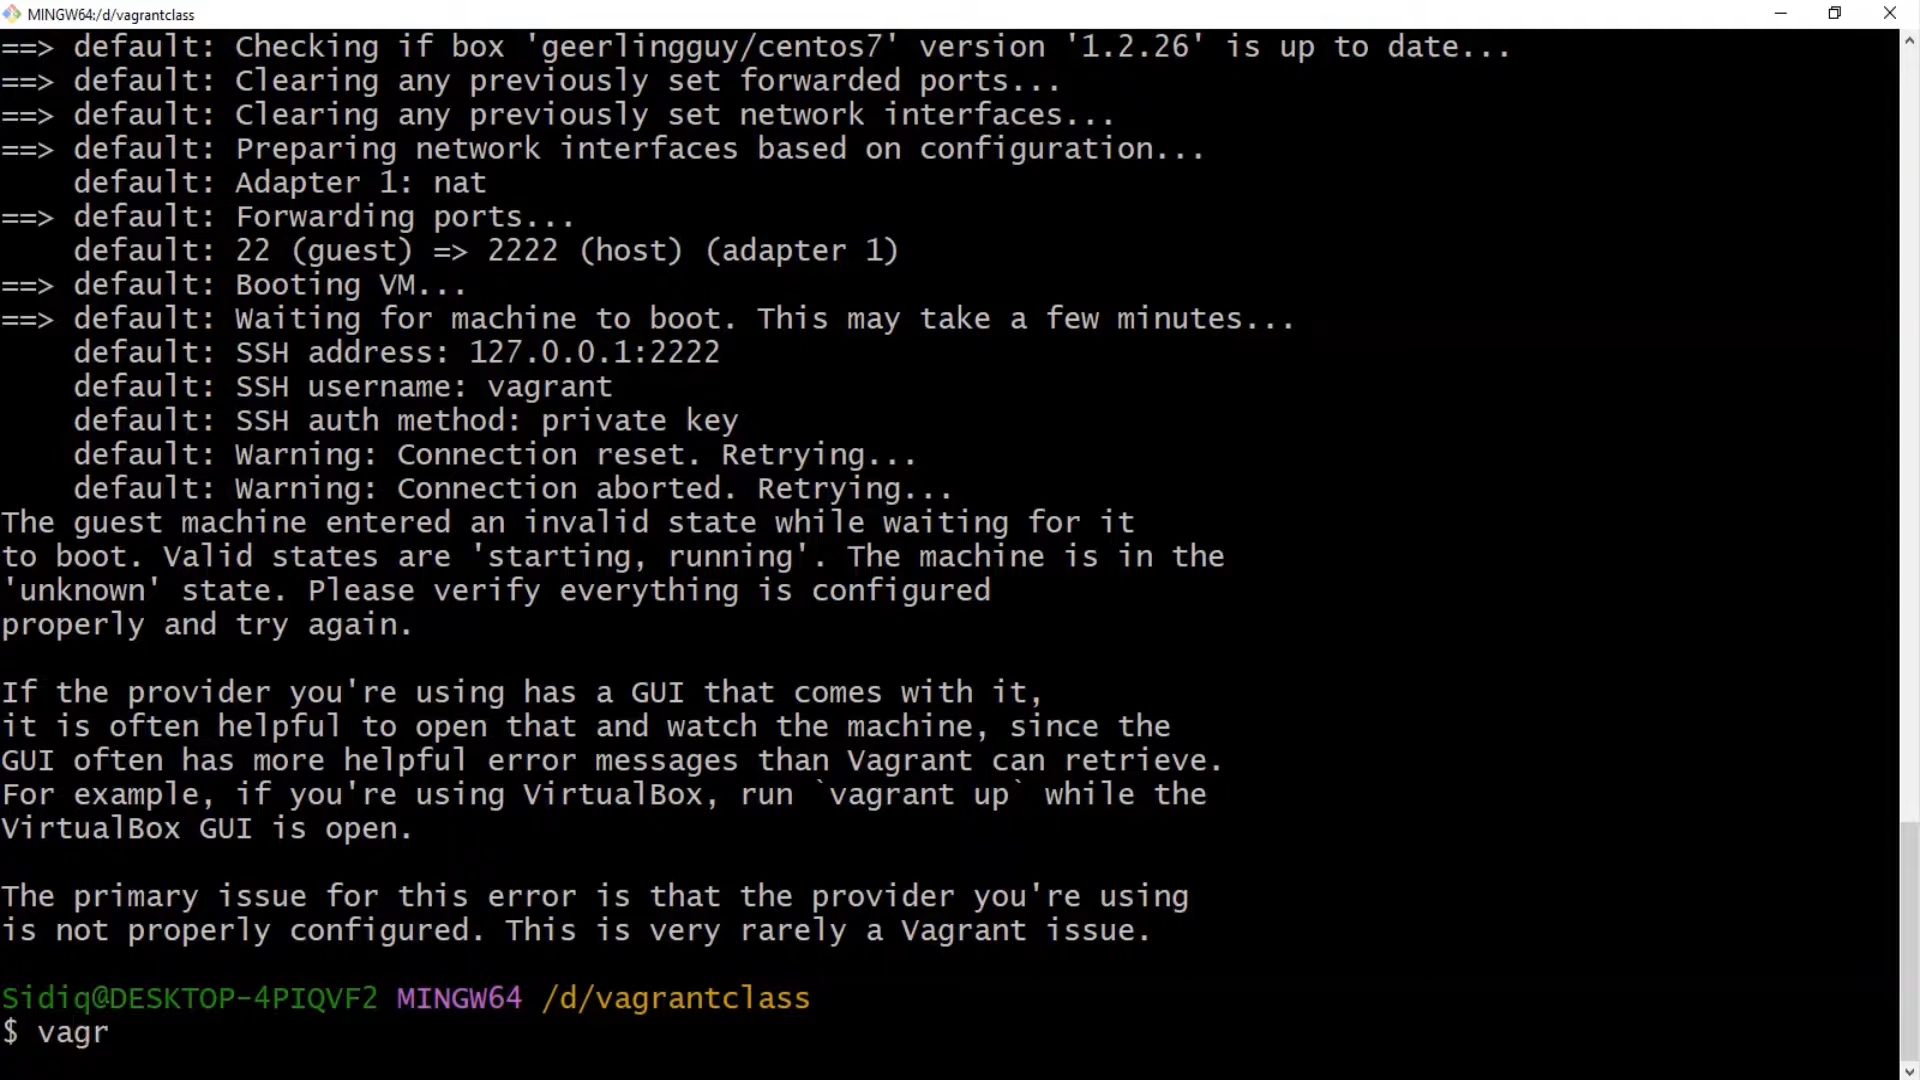 MINGW64:/d/vagrantclass
==> default: Checking if box 'geerlingguy/centos7' version '1.2.26' is up to date...
==> default: Clearing any previously set forwarded ports...
==> default: Clearing any previously set network interfaces...
==> default: Preparing network interfaces based on configuration...
    default: Adapter 1: nat
==> default: Forwarding ports...
    default: 22 (guest) => 2222 (host) (adapter 1)
==> default: Booting VM...
==> default: Waiting for machine to boot. This may take a few minutes...
    default: SSH address: 127.0.0.1:2222
    default: SSH username: vagrant
    default: SSH auth method: private key
    default: Warning: Connection reset. Retrying...
    default: Warning: Connection aborted. Retrying...
The guest machine entered an invalid state while waiting for it
to boot. Valid states are 'starting, running'. The machine is in the
'unknown' state. Please verify everything is configured
properly and try again.

If the provider you're using has a GUI that comes with it,
it is often helpful to open that and watch the machine, since the
GUI often has more helpful error messages than Vagrant can retrieve.
For example, if you're using VirtualBox, run `vagrant up` while the
VirtualBox GUI is open.

The primary issue for this error is that the provider you're using
is not properly configured. This is very rarely a Vagrant issue.

Sidiq@DESKTOP-4PIQVF2 MINGW64 /d/vagrantclass
$ vagr